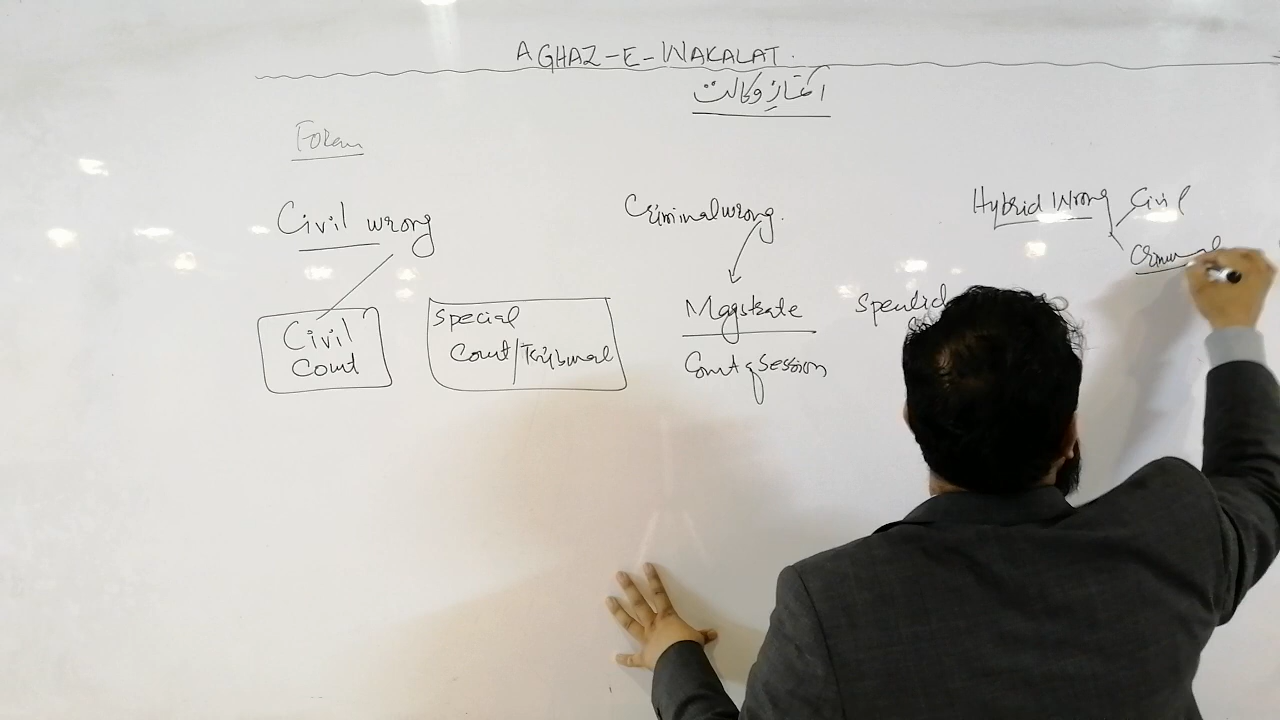 AGHAZ-E-WAKALAT.
آغازِ وکالت
Forum
Civil wrong
Civil
Court
Special
Court/Tribunal
Criminal wrong.
Magistrate
Court of Session
Hybrid Wrong
Civil